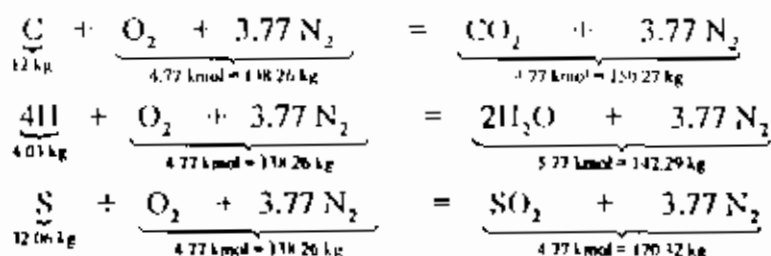 C + O₂ + 3.77 N₂ = CO₂ + 3.77 N₂
12 kg 4.77 kmol = 138.26 kg 4.77 kmol = 150.27 kg
4H + O₂ + 3.77 N₂ = 2H₂O + 3.77 N₂
4.03 kg 4.77 kmol = 138.26 kg 5.77 kmol = 142.29 kg
S + O₂ + 3.77 N₂ = SO₂ + 3.77 N₂
32.06 kg 4.77 kmol = 138.26 kg 4.77 kmol = 170.32 kg